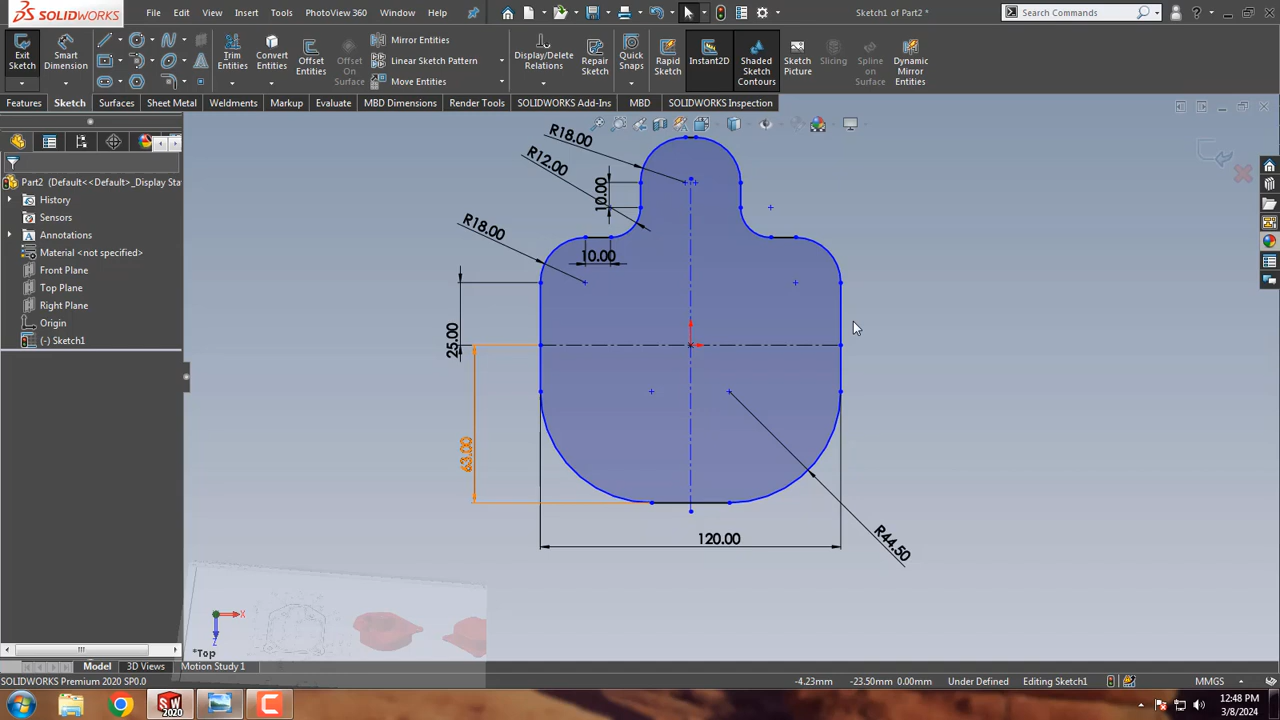 SOLIDWORKS
File Edit View Insert Tools PhotoView 360 Window
Sketch1 of Part2 *
Search Commands
Exit Sketch
Smart Dimension
Trim Entities
Convert Entities
Offset Entities
Offset On Surface
Mirror Entities
Linear Sketch Pattern
Move Entities
Display/Delete Relations
Repair Sketch
Quick Snaps
Rapid Sketch
Instant2D
Shaded Sketch Contours
Sketch Picture
Slicing
Spline on Surface
Dynamic Mirror Entities
Features Sketch Surfaces Sheet Metal Weldments Markup Evaluate MBD Dimensions Render Tools SOLIDWORKS Add-Ins MBD SOLIDWORKS Inspection
Part2 (Default<<Default>_Display Sta
History
Sensors
Annotations
Material <not specified>
Front Plane
Top Plane
Right Plane
Origin
(-) Sketch1
R18.00
R12.00
10.00
R18.00
10.00
25.00
63.00
120.00
R44.50
X
Z
*Top
Model 3D Views Motion Study 1
SOLIDWORKS Premium 2020 SP0.0
-4.23mm -23.50mm 0.00mm Under Defined Editing Sketch1 MMGS
SW 2020
12:48 PM
3/8/2024